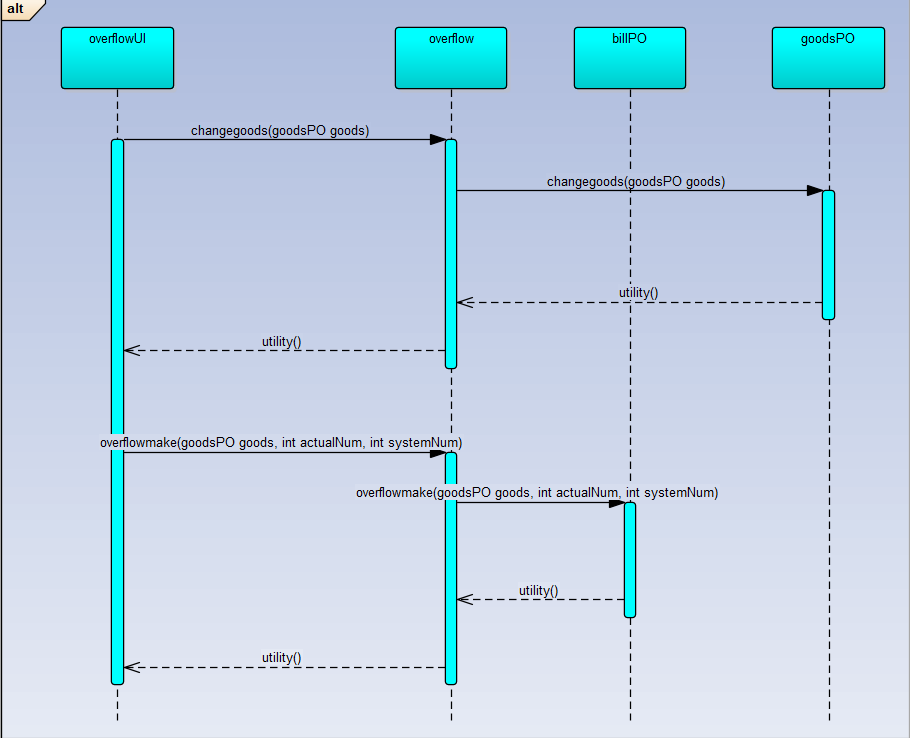 alt
overflowUI
overflow
billPO
goodsPO
changegoods(goodsPO goods)
changegoods(goodsPO goods)
utility()
utility()
overflowmake(goodsPO goods, int actualNum, int systemNum)
overflowmake(goodsPO goods, int actualNum, int systemNum)
utility()
utility()